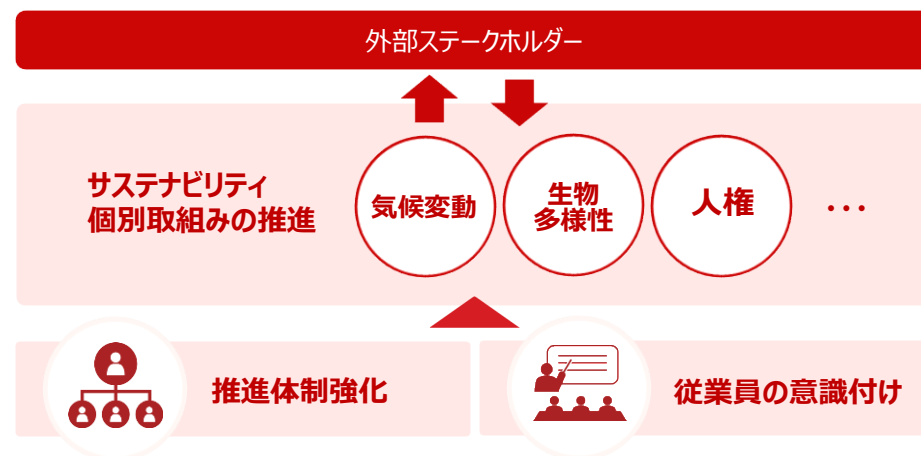 外部ステークホルダー
サステナビリティ
個別取組みの推進
気候変動
生物
多様性
人権
...
推進体制強化
従業員の意識付け